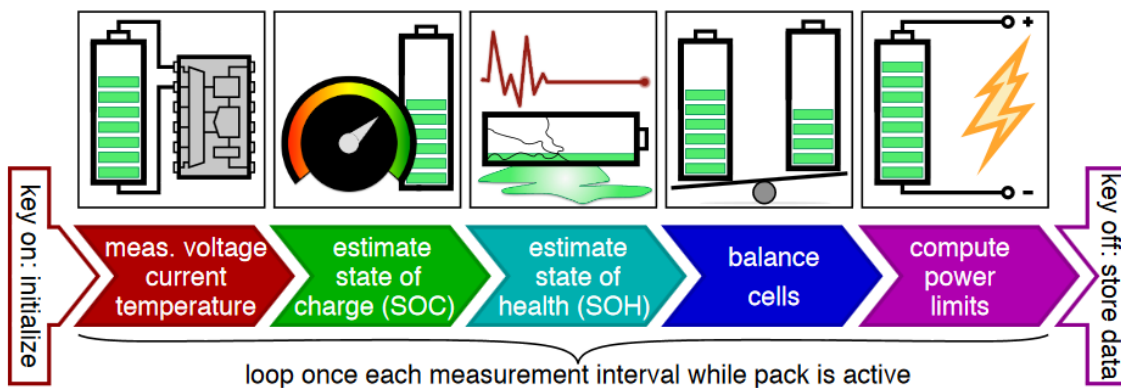 key on: initialize
meas. voltage
current
temperature
estimate
state of
charge (SOC)
estimate
state of
health (SOH)
balance
cells
compute
power
limits
+
−
key off: store data
loop once each measurement interval while pack is active